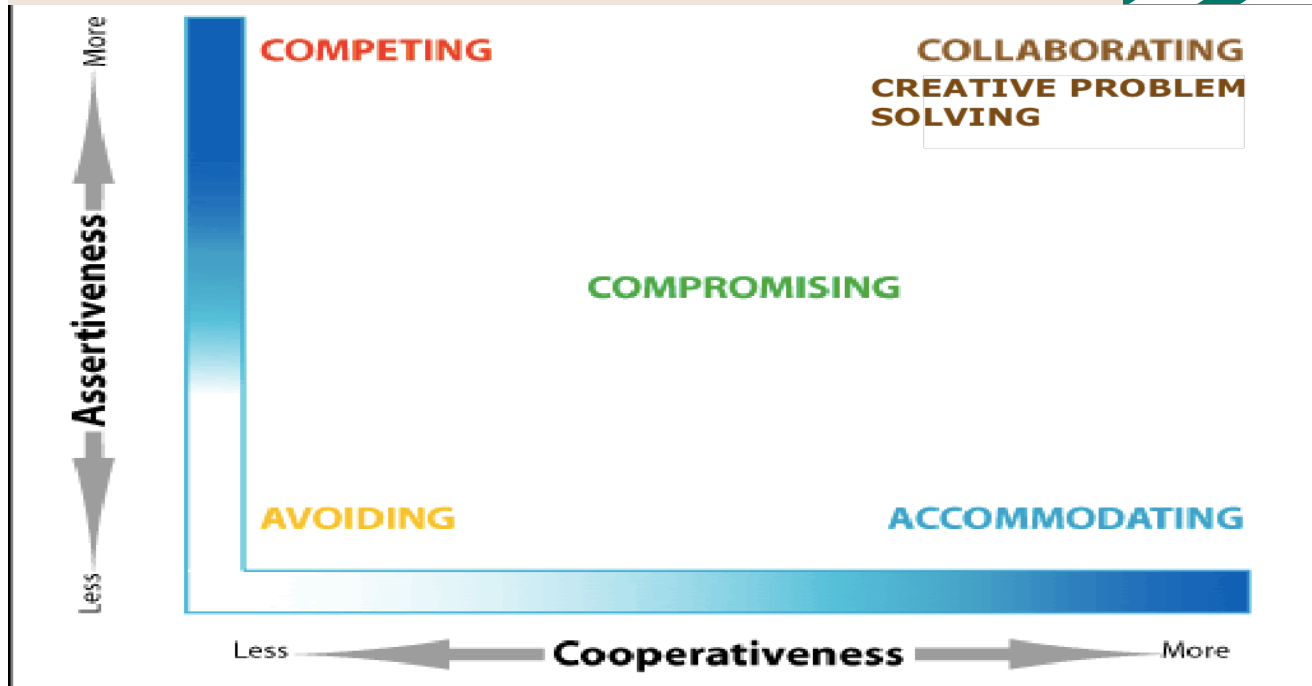 More
COMPETING
COLLABORATING
CREATIVE PROBLEM
SOLVING
Assertiveness
COMPROMISING
AVOIDING
ACCOMMODATING
Less
Less
Cooperativeness
More